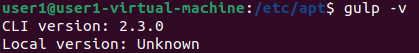 user1@user1-virtual-machine:/etc/apt$ gulp -v
CLI version: 2.3.0
Local version: Unknown